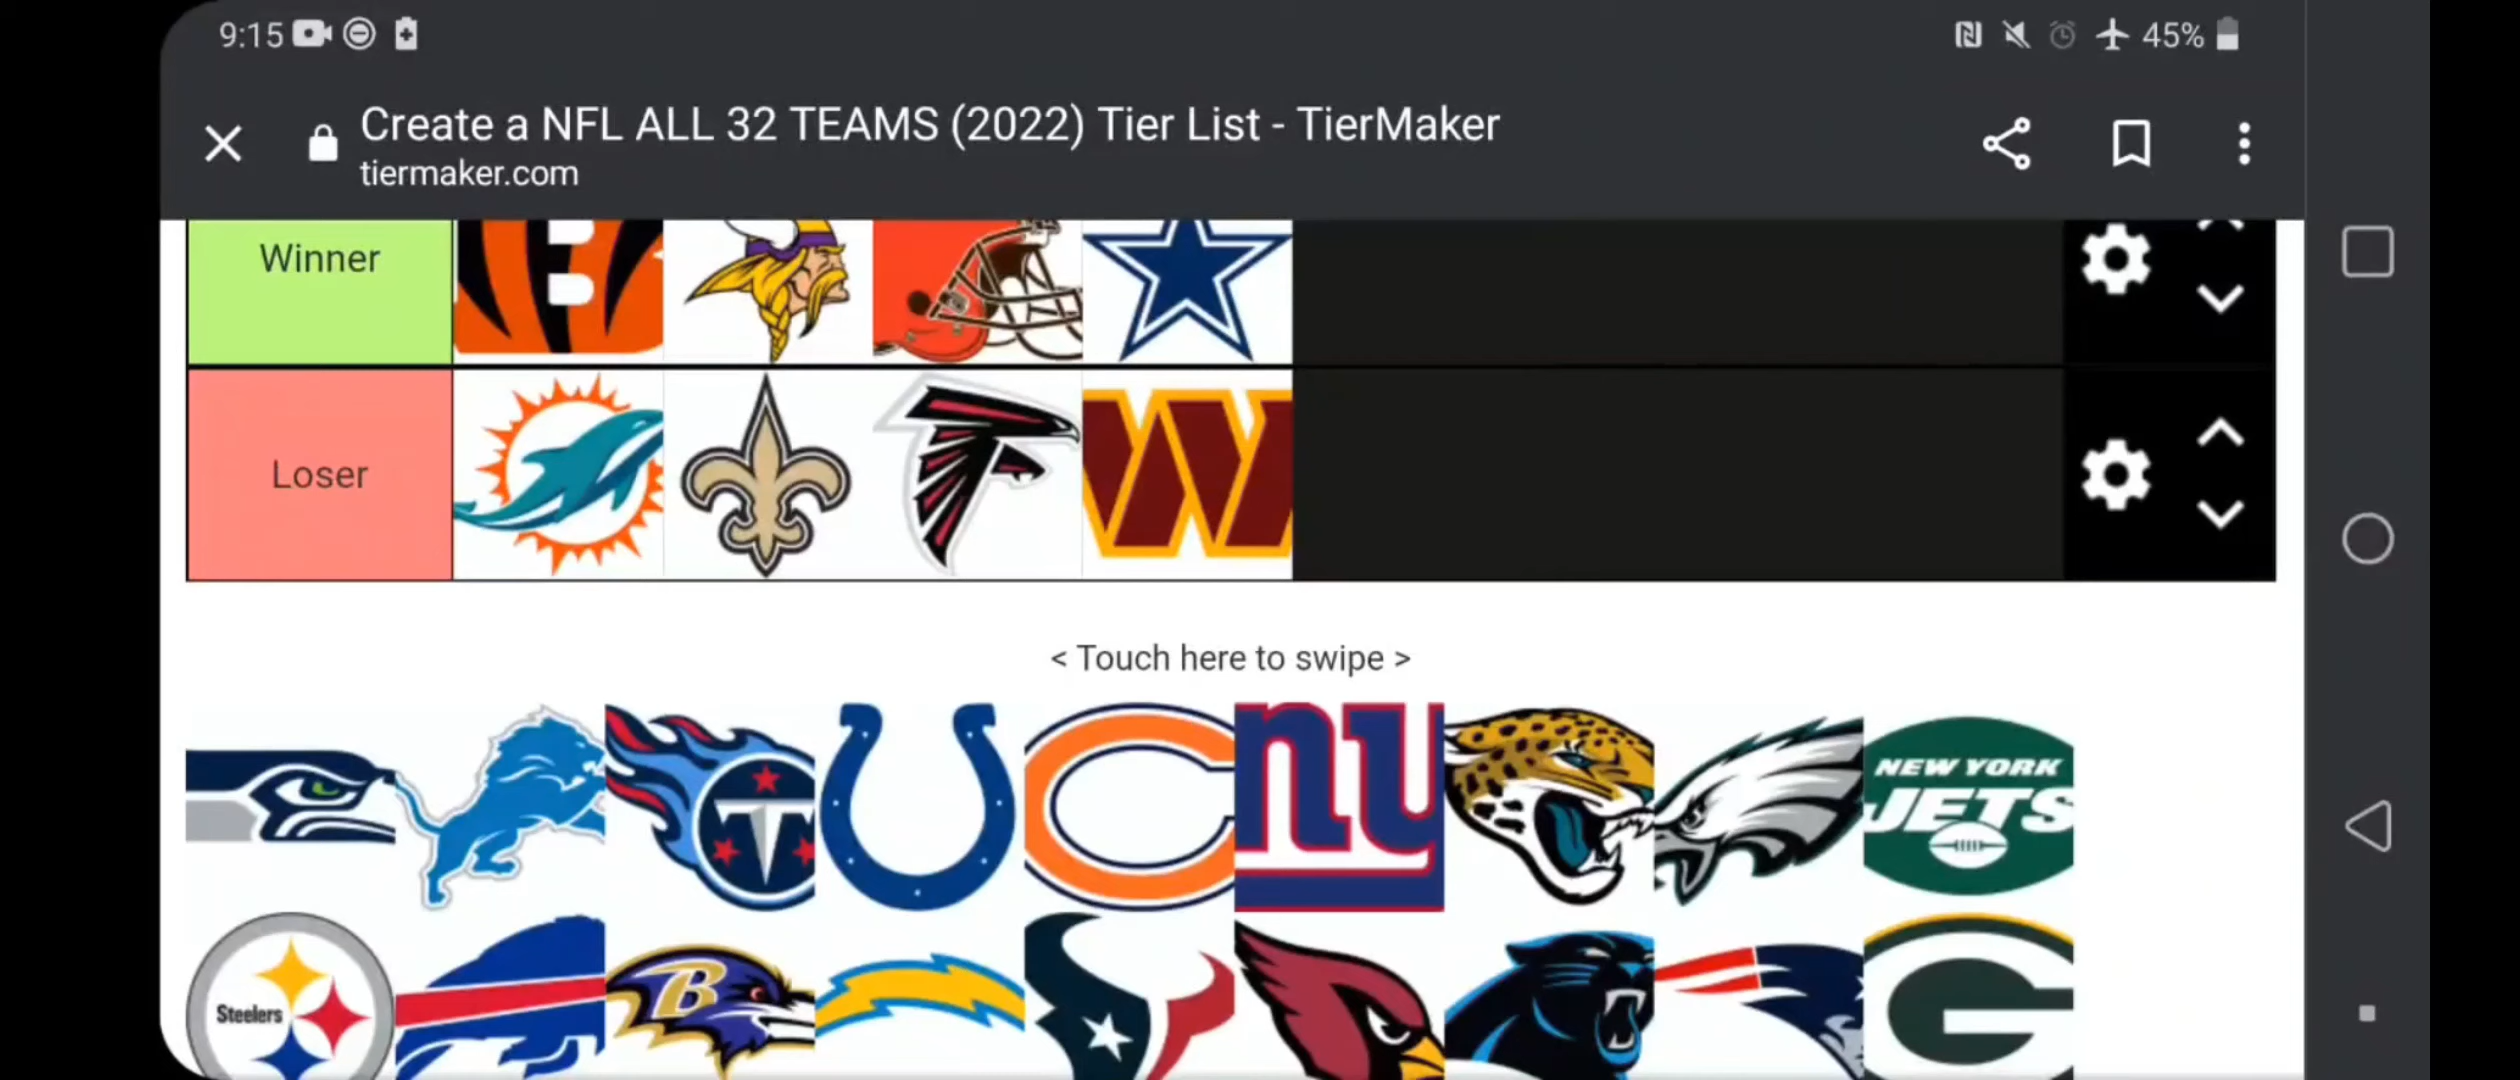 9:15
45%
Create a NFL ALL 32 TEAMS (2022) Tier List - TierMaker
tiermaker.com
Winner
B
Loser
W
< Touch here to swipe >
T
C
ny
NEW YORK
JETS
Steelers
B
G